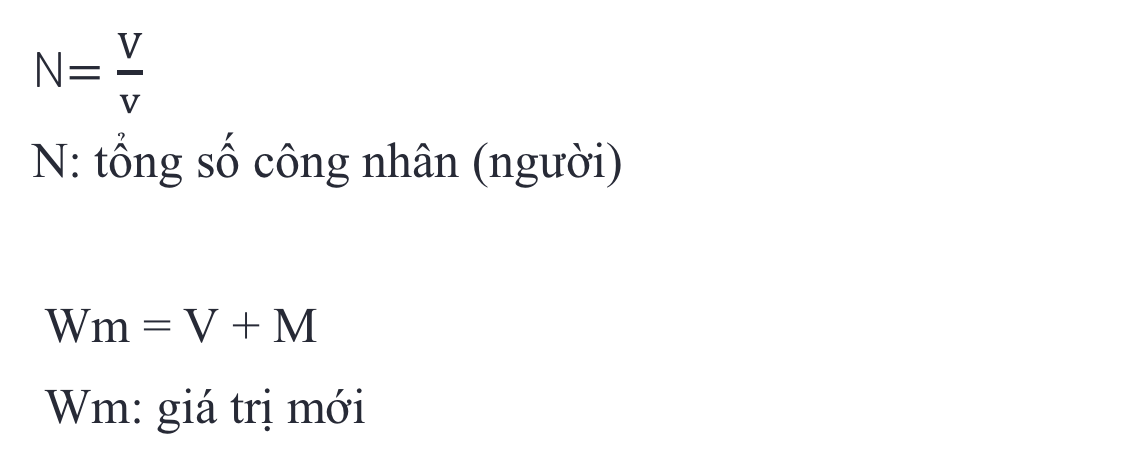 N= V/v
N: tổng số công nhân (người)
Wm = V + M
Wm: giá trị mới